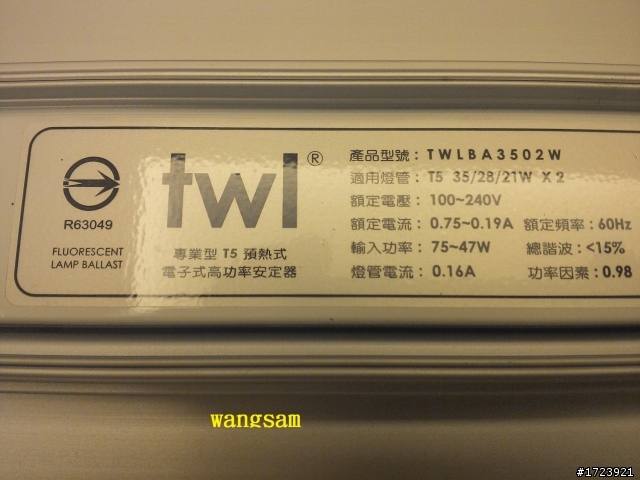 twl®
R63049
FLUORESCENT
LAMP BALLAST
專業型 T5 預熱式
電子式高功率安定器
產品型號：TWLBA3502W
適用燈管：T5 35/28/21W X 2
額定電壓：100~240V
額定電流：0.75~0.19A 額定頻率：60Hz
輸入功率：75~47W 總諧波：<15%
燈管電流：0.16A 功率因素：0.98
wangsam
#1723921